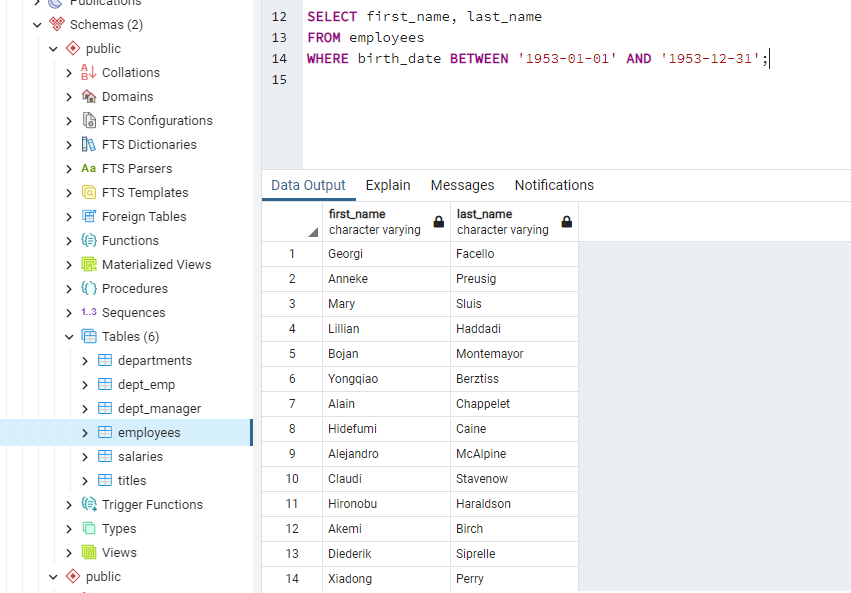 Publications
Schemas (2)
public
Collations
Domains
FTS Configurations
FTS Dictionaries
Aa FTS Parsers
FTS Templates
Foreign Tables
Functions
Materialized Views
Procedures
1..3 Sequences
Tables (6)
departments
dept_emp
dept_manager
employees
salaries
titles
Trigger Functions
Types
Views
public
12 SELECT first_name, last_name
13 FROM employees
14 WHERE birth_date BETWEEN '1953-01-01' AND '1953-12-31';
15
Data Output Explain Messages Notifications
first_name last_name
character varying character varying
1 Georgi Facello
2 Anneke Preusig
3 Mary Sluis
4 Lillian Haddadi
5 Bojan Montemayor
6 Yongqiao Berztiss
7 Alain Chappelet
8 Hidefumi Caine
9 Alejandro McAlpine
10 Claudi Stavenow
11 Hironobu Haraldson
12 Akemi Birch
13 Diederik Siprelle
14 Xiadong Perry